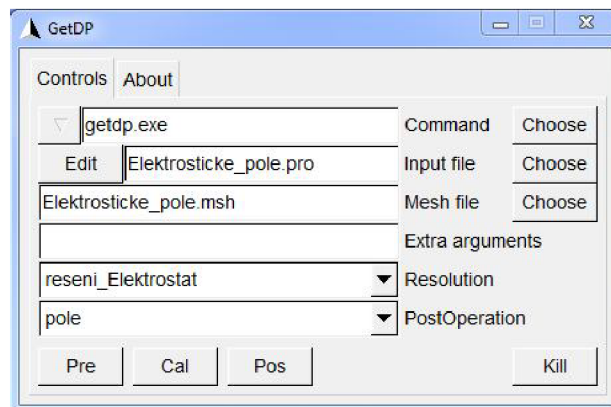 GetDP
Controls About
getdp.exe Command Choose
Edit Elektrosticke_pole.pro Input file Choose
Elektrosticke_pole.msh Mesh file Choose
Extra arguments
reseni_Elektrostat Resolution
pole PostOperation
Pre Cal Pos Kill